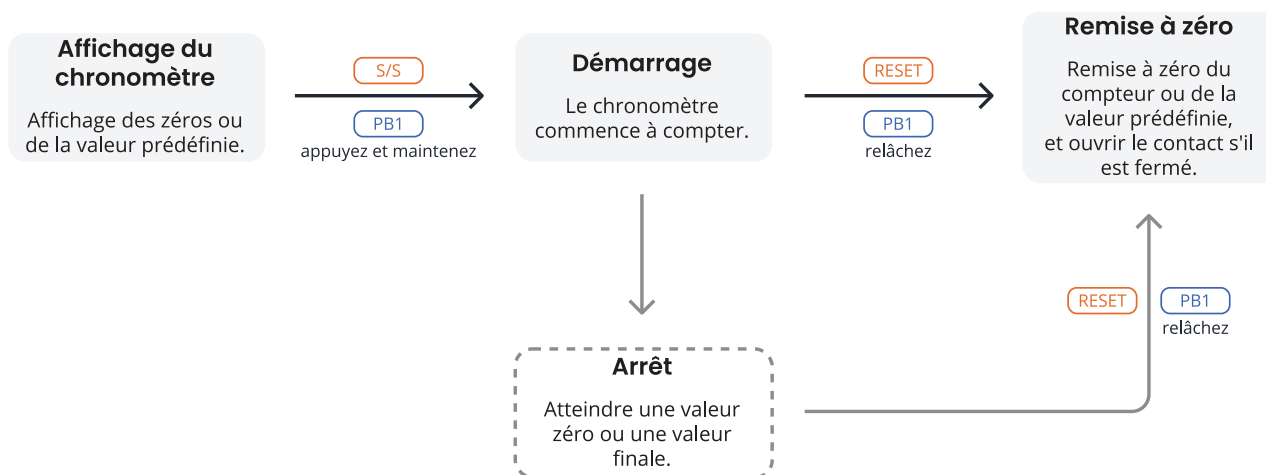 Affichage du
chronomètre
Affichage des zéros ou
de la valeur prédéfinie.
S/S
PB1
appuyez et maintenez
Démarrage
Le chronomètre
commence à compter.
RESET
PB1
relâchez
Remise à zéro
Remise à zéro du
compteur ou de la
valeur prédéfinie,
et ouvrir le contact s'il
est fermé.
RESET
PB1
relâchez
Arrêt
Atteindre une valeur
zéro ou une valeur
finale.